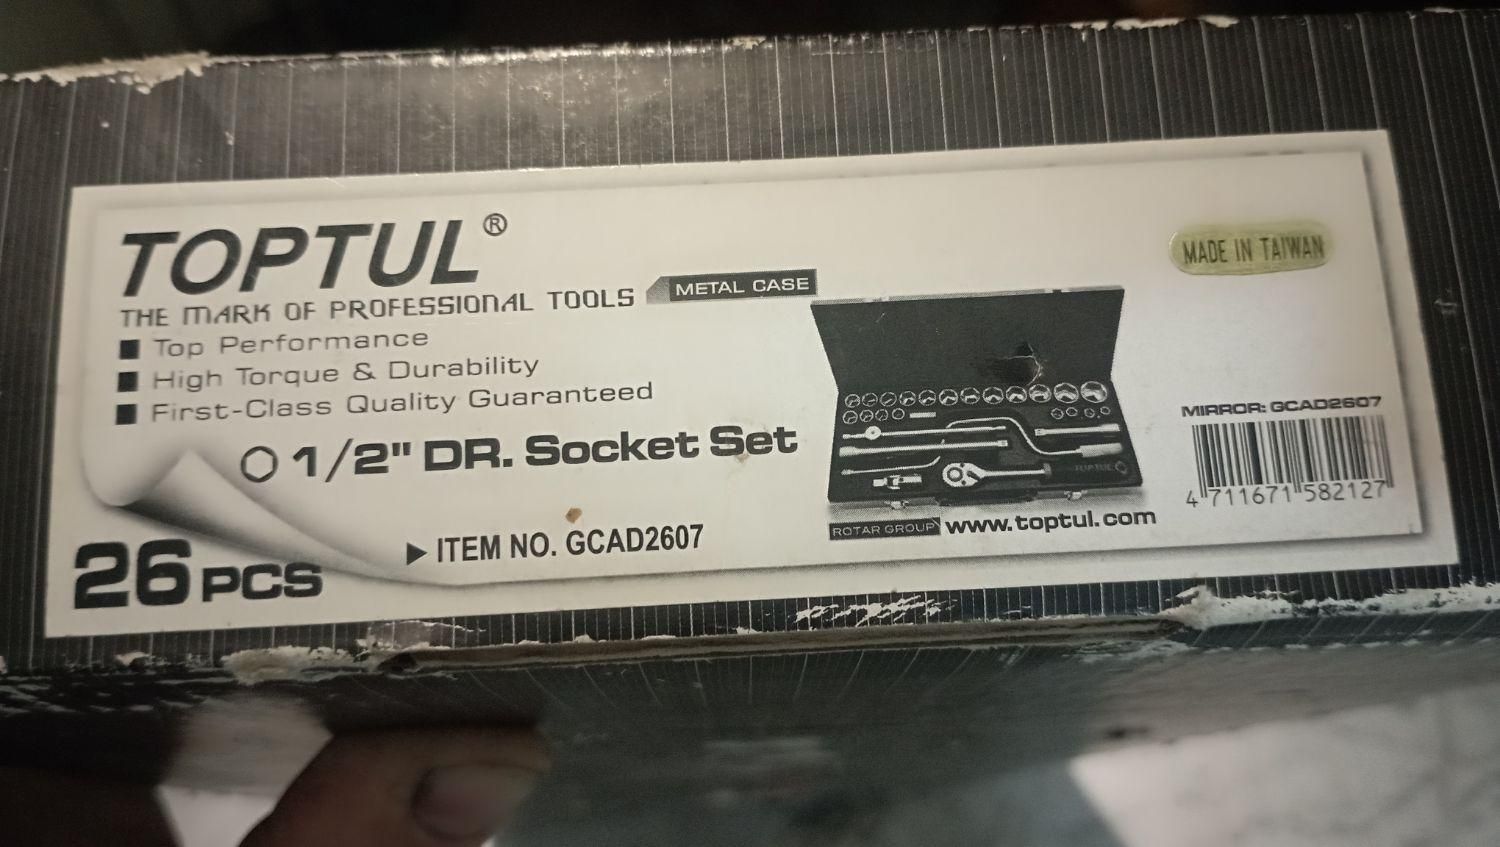 TOPTUL®
THE MARK OF PROFESSIONAL TOOLS
METAL CASE
■ Top Performance
■ High Torque & Durability
■ First-Class Quality Guaranteed
1/2" DR. Socket Set
26 PCS
▶ ITEM NO. GCAD2607
TOPTUL
ROTAR GROUP www.toptul.com
MADE IN TAIWAN
MIRROR: GCAD2607
4 711671 582127